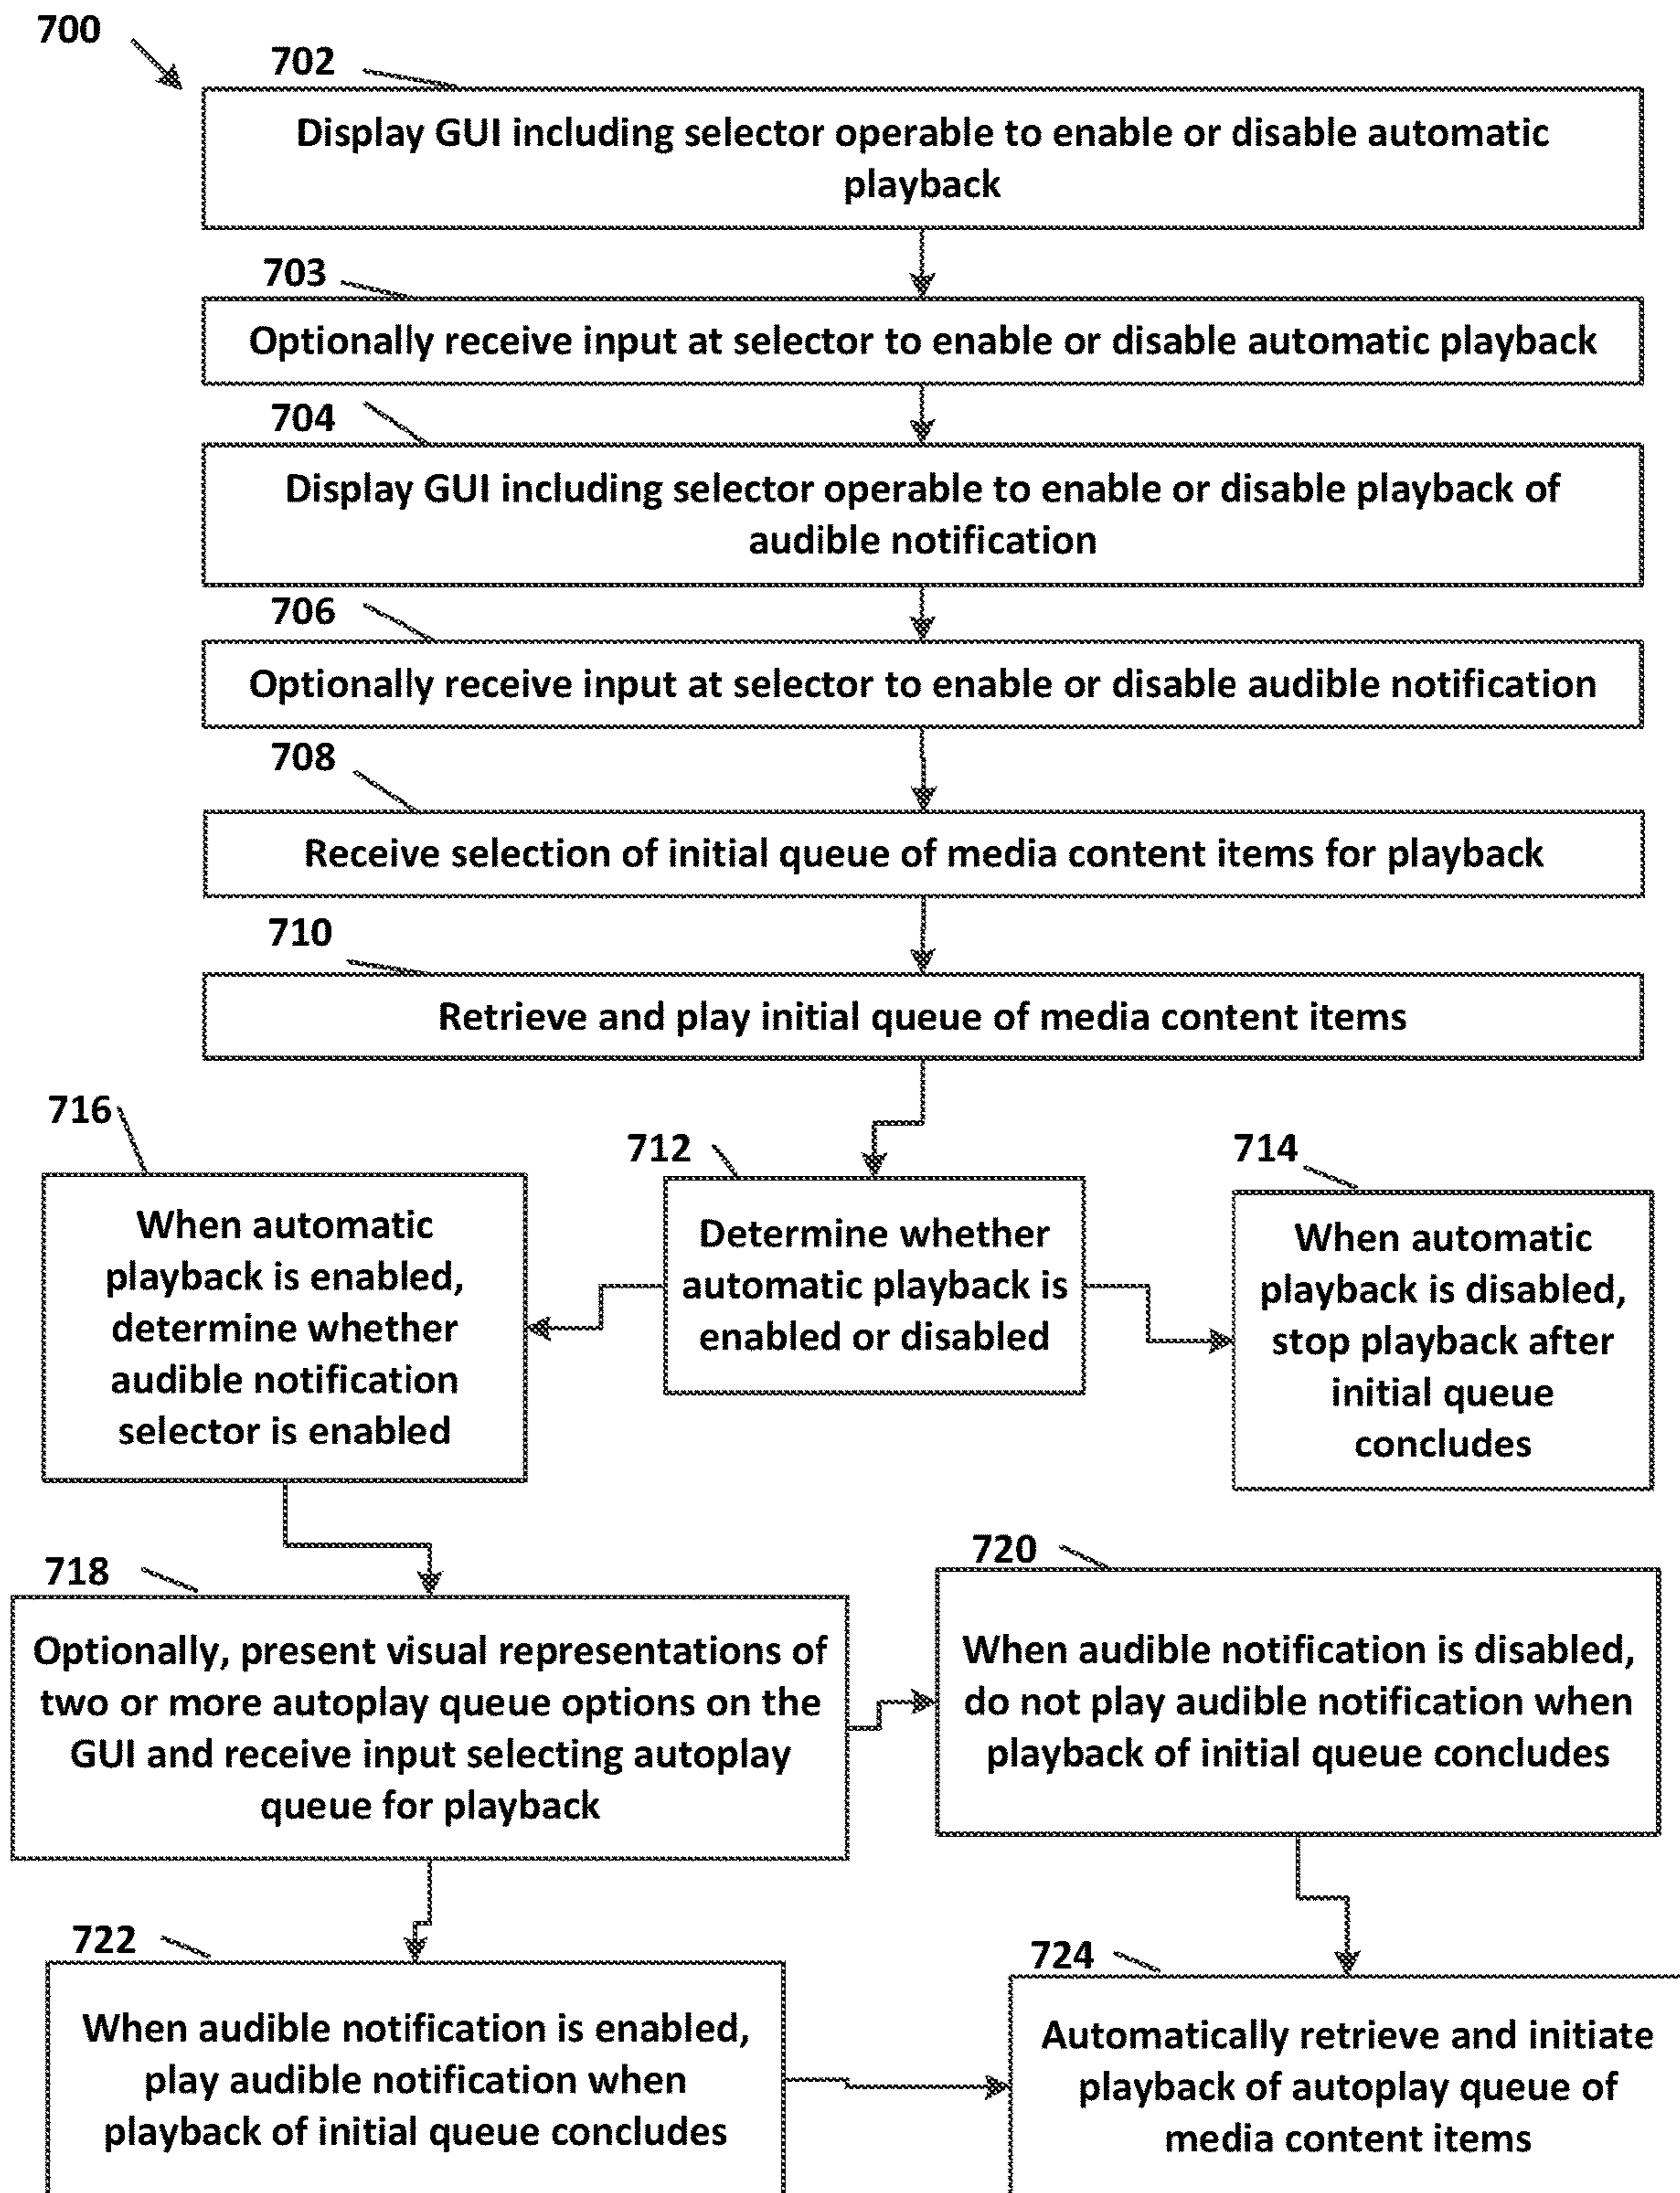 700
702
Display GUI including selector operable to enable or disable automatic
playback
703
Optionally receive input at selector to enable or disable automatic playback
704
Display GUI including selector operable to enable or disable playback of
audible notification
706
Optionally receive input at selector to enable or disable audible notification
708
Receive selection of initial queue of media content items for playback
710
Retrieve and play initial queue of media content items
716
When automatic
playback is enabled,
determine whether
audible notification
selector is enabled
712
Determine whether
automatic playback is
enabled or disabled
714
When automatic
playback is disabled,
stop playback after
initial queue
concludes
718
Optionally, present visual representations of
two or more autoplay queue options on the
GUI and receive input selecting autoplay
queue for playback
720
When audible notification is disabled,
do not play audible notification when
playback of initial queue concludes
722
When audible notification is enabled,
play audible notification when
playback of initial queue concludes
724
Automatically retrieve and initiate
playback of autoplay queue of
media content items